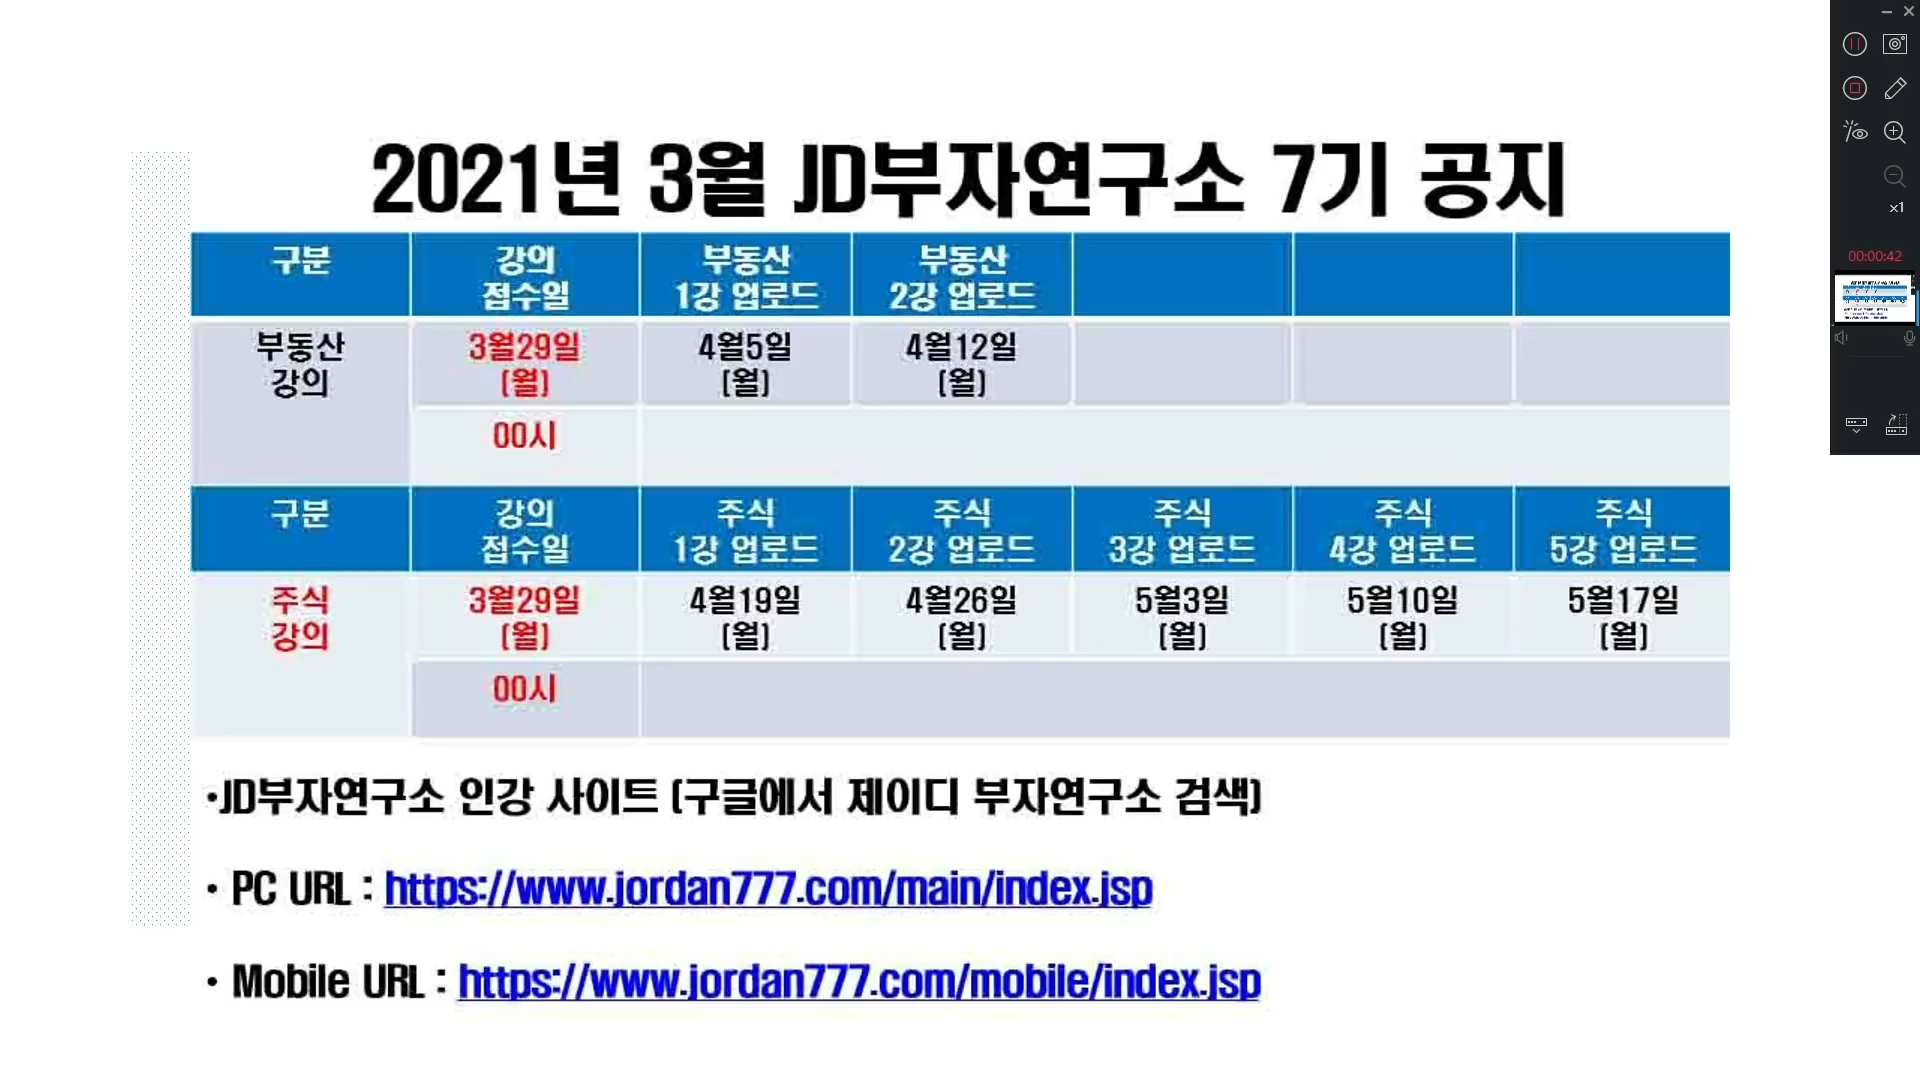 2021년 3월 JD부자연구소 7기 공지
구분 강의 접수일 부동산 1강 업로드 부동산 2강 업로드
부동산 강의 3월29일 (월) 4월5일 (월) 4월12일 (월)
00시
구분 강의 접수일 주식 1강 업로드 주식 2강 업로드 주식 3강 업로드 주식 4강 업로드 주식 5강 업로드
주식 강의 3월29일 (월) 4월19일 (월) 4월26일 (월) 5월3일 (월) 5월10일 (월) 5월17일 (월)
00시
•JD부자연구소 인강 사이트 (구글에서 제이디 부자연구소 검색)
• PC URL : https://www.jordan777.com/main/index.jsp
• Mobile URL : https://www.jordan777.com/mobile/index.jsp
x1
00:00:42